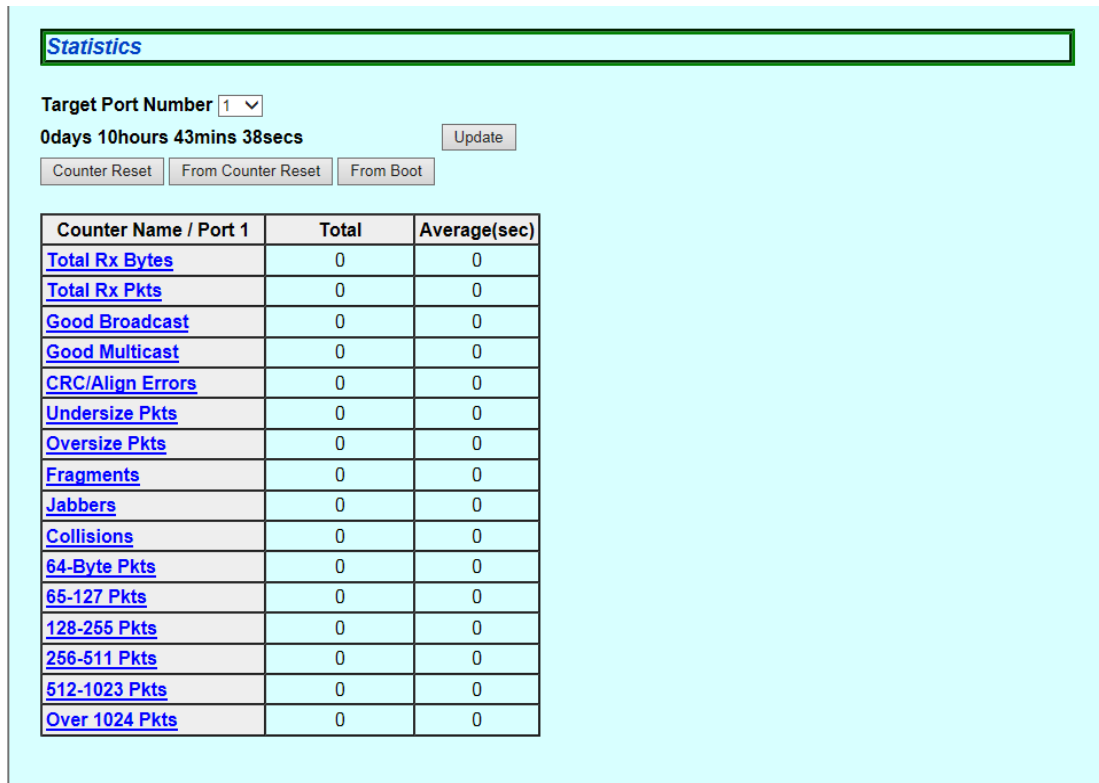 Statistics
Target Port Number 1
0days 10hours 43mins 38secs Update
Counter Reset From Counter Reset From Boot
Counter Name / Port 1 Total Average(sec)
Total Rx Bytes 0 0
Total Rx Pkts 0 0
Good Broadcast 0 0
Good Multicast 0 0
CRC/Align Errors 0 0
Undersize Pkts 0 0
Oversize Pkts 0 0
Fragments 0 0
Jabbers 0 0
Collisions 0 0
64-Byte Pkts 0 0
65-127 Pkts 0 0
128-255 Pkts 0 0
256-511 Pkts 0 0
512-1023 Pkts 0 0
Over 1024 Pkts 0 0